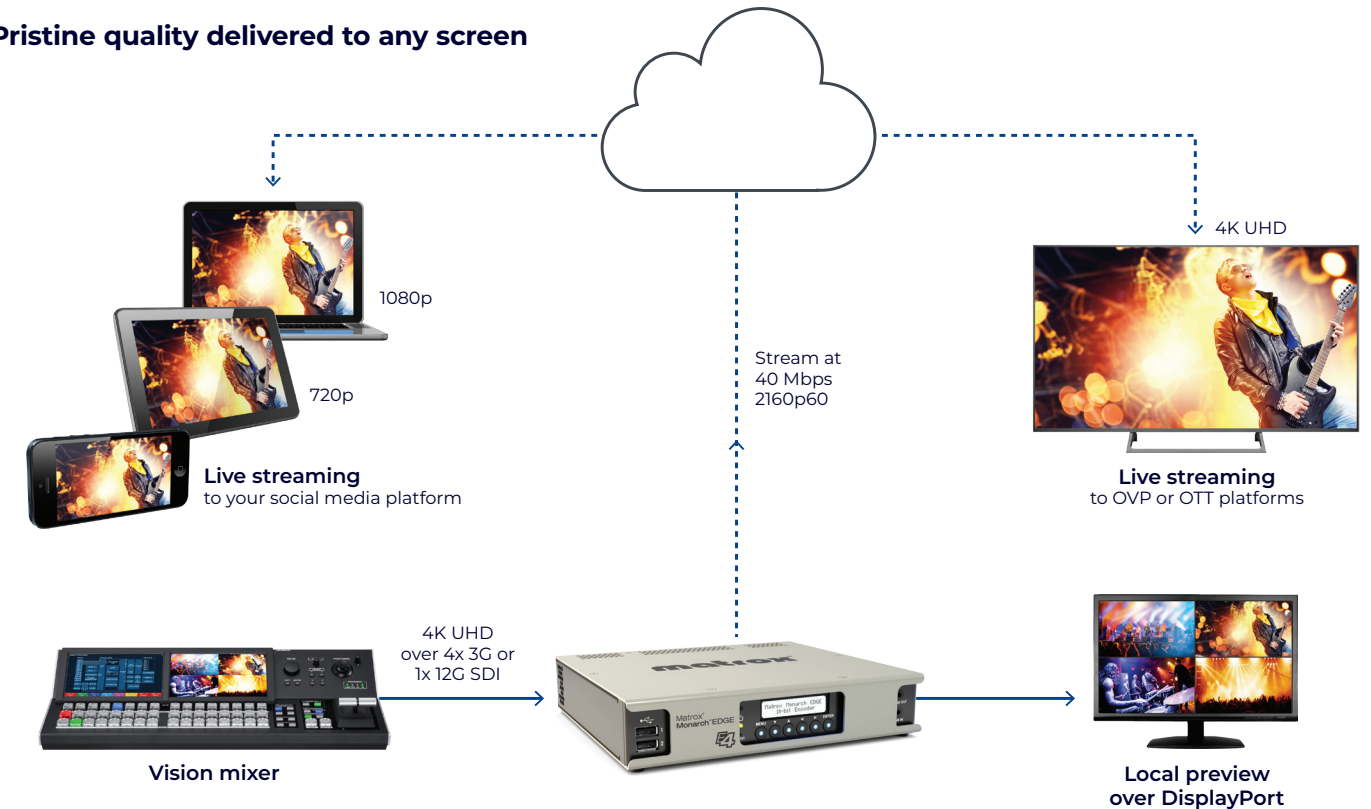 Pristine quality delivered to any screen
4K UHD
1080p
720p
Stream at
40 Mbps
2160p60
Live streaming
to your social media platform
Live streaming
to OVP or OTT platforms
4K UHD
over 4x 3G or
1x 12G SDI
matrox
Matrox Monarch EDGE
10-bit Encoder
Matrox®
Monarch™EDGE
E4
MENU
ENTER
Vision mixer
Local preview
over DisplayPort